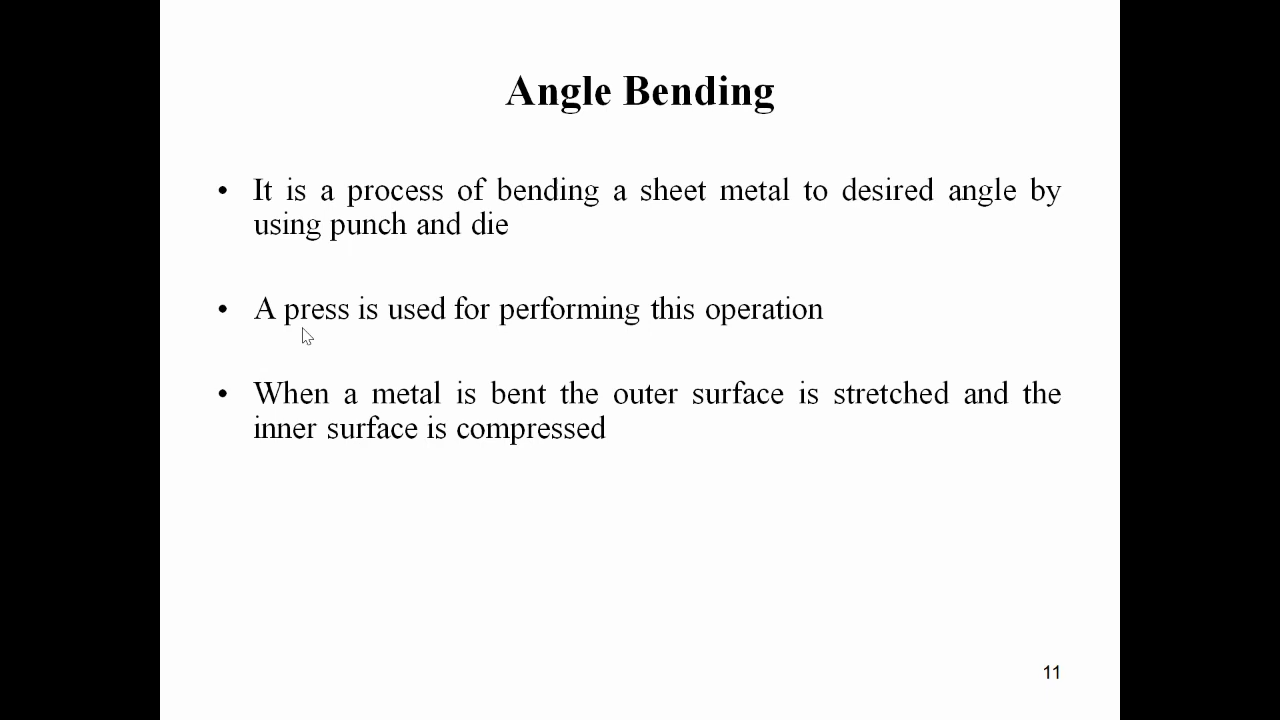 Angle Bending
• It is a process of bending a sheet metal to desired angle by
using punch and die
• A press is used for performing this operation
• When a metal is bent the outer surface is stretched and the
inner surface is compressed
11